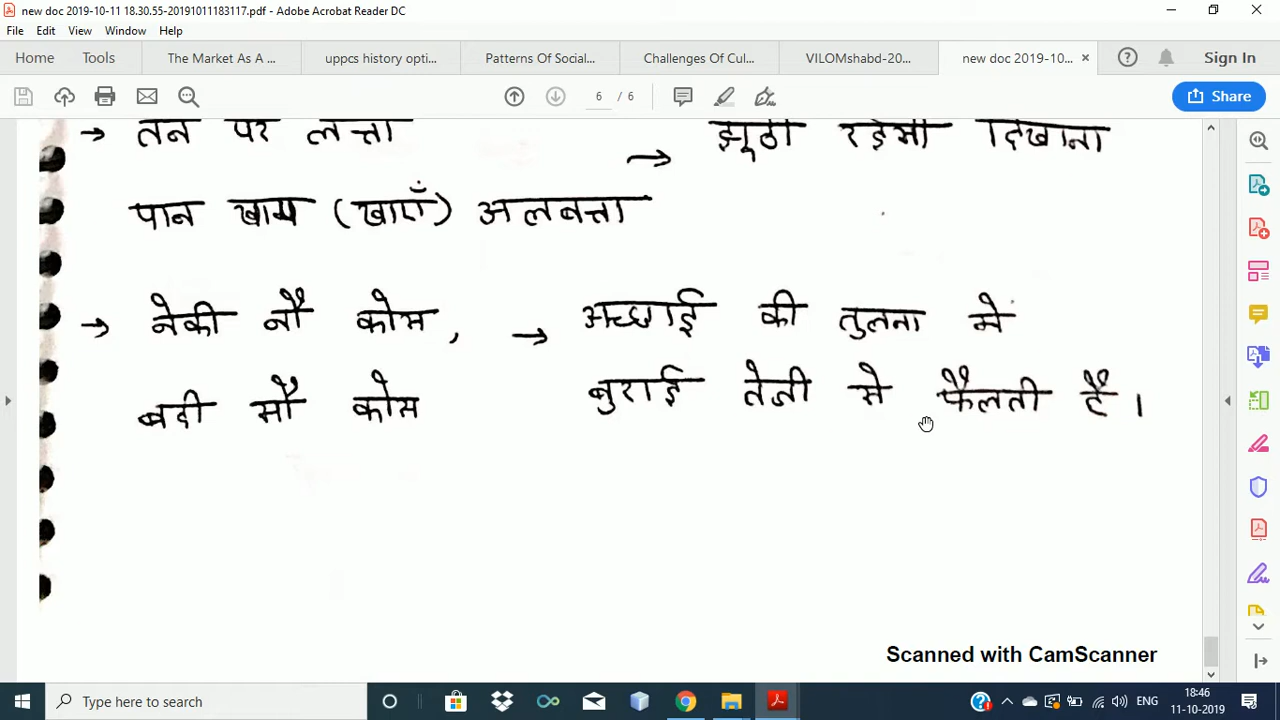 new doc 2019-10-11 18.30.55-20191011183117.pdf - Adobe Acrobat Reader DC
File Edit View Window Help
Home Tools The Market As A ... uppcs history opti... Patterns Of Social... Challenges Of Cul... VILOMshabd-20... new doc 2019-10... Sign In
6 / 6 Share
→ तन पर लत्ता → झूठी रईसी दिखाना
पान खाय (खाएँ) अलबत्ता
→ नेकी नौ कोस, → अच्छाई की तुलना मे
बदी सौ कोस बुराई तेजी से फैलती है।
Scanned with CamScanner
Type here to search ENG 18:46
11-10-2019